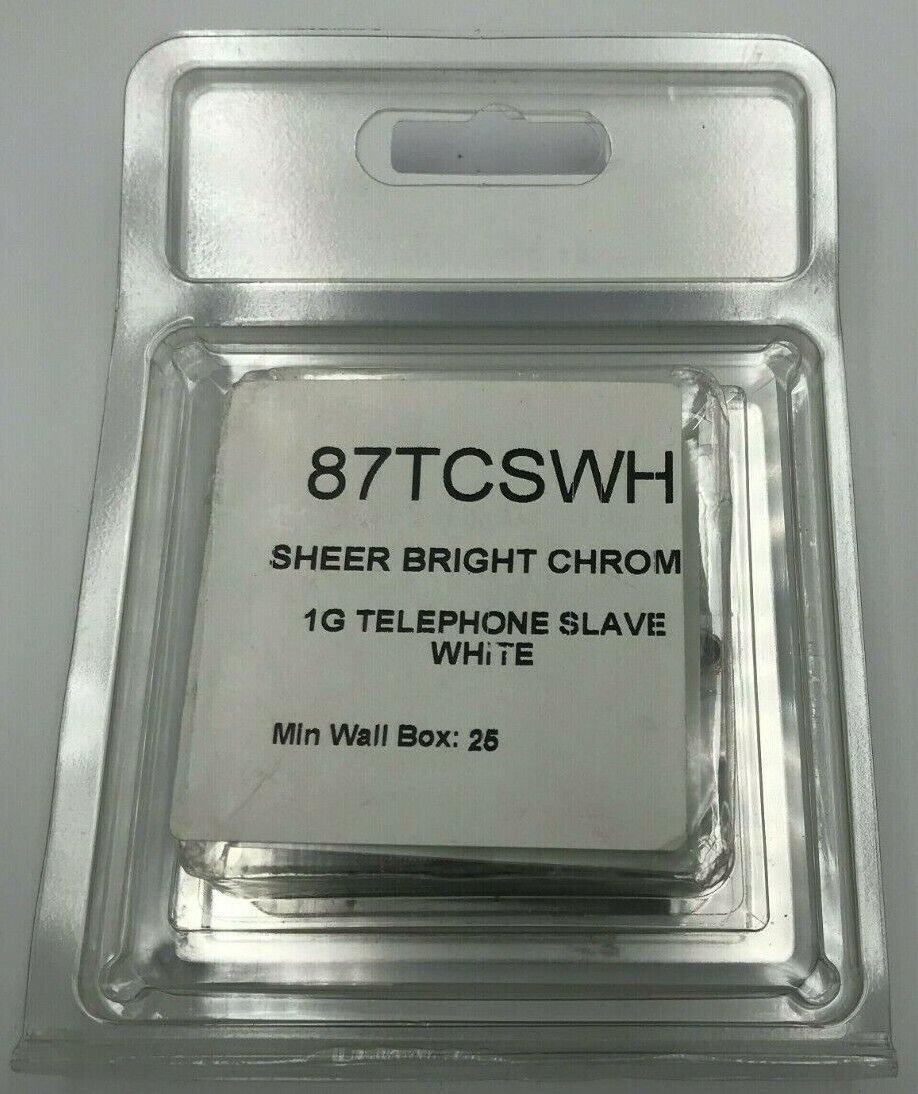 87TCSWH
SHEER BRIGHT CHROM
1G TELEPHONE SLAVE
WHITE
Min Wall Box: 25